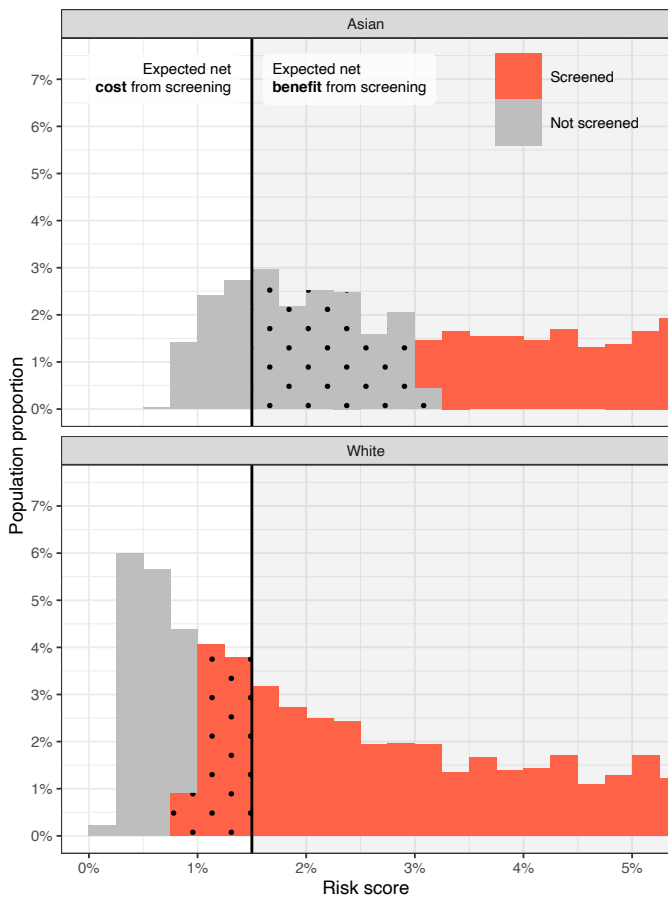 Asian
Expected net
cost from screening
Expected net
benefit from screening
Screened
Not screened
7%
6%
5%
4%
3%
2%
1%
0%
White
7%
6%
5%
4%
3%
2%
1%
0%
Population proportion
0% 1% 2% 3% 4% 5%
Risk score